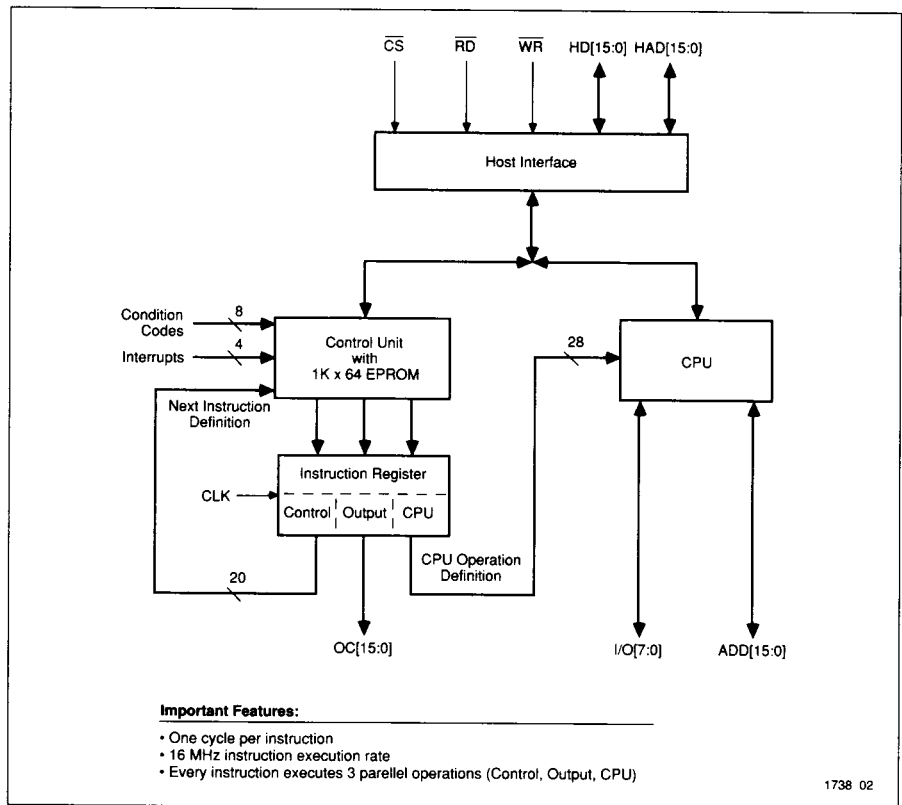 CS RD WR HD[15:0] HAD[15:0]
Host Interface
Condition
Codes
8
Interrupts
4
Control Unit
with
1K x 64 EPROM
28
CPU
Next Instruction
Definition
Instruction Register
CLK
Control Output CPU
CPU Operation
Definition
20
OC[15:0]
I/O[7:0]
ADD[15:0]
Important Features:
• One cycle per instruction
• 16 MHz instruction execution rate
• Every instruction executes 3 parellel operations (Control, Output, CPU)
1738 02